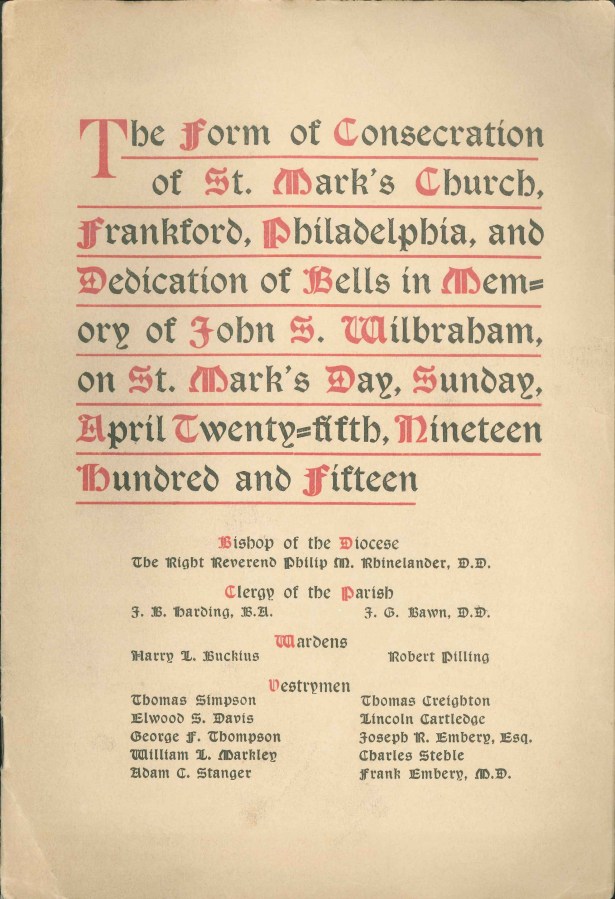 The Form of Consecration
of St. Mark's Church,
Frankford, Philadelphia, and
Dedication of Bells in Mem=
ory of John S. Wilbraham,
on St. Mark's Day, Sunday,
April Twenty=fifth, Nineteen
Hundred and Fifteen
Bishop of the Diocese
The Right Reverend Philip M. Rhinelander, D.D.
Clergy of the Parish
J. B. Harding, B.A. J. G. Bawn, D.D.
Wardens
Harry L. Buckius Robert Pilling
Vestrymen
Thomas Simpson Thomas Creighton
Elwood S. Davis Lincoln Cartledge
George F. Thompson Joseph R. Embery, Esq.
William L. Markley Charles Steble
Adam C. Stanger Frank Embery, M.D.